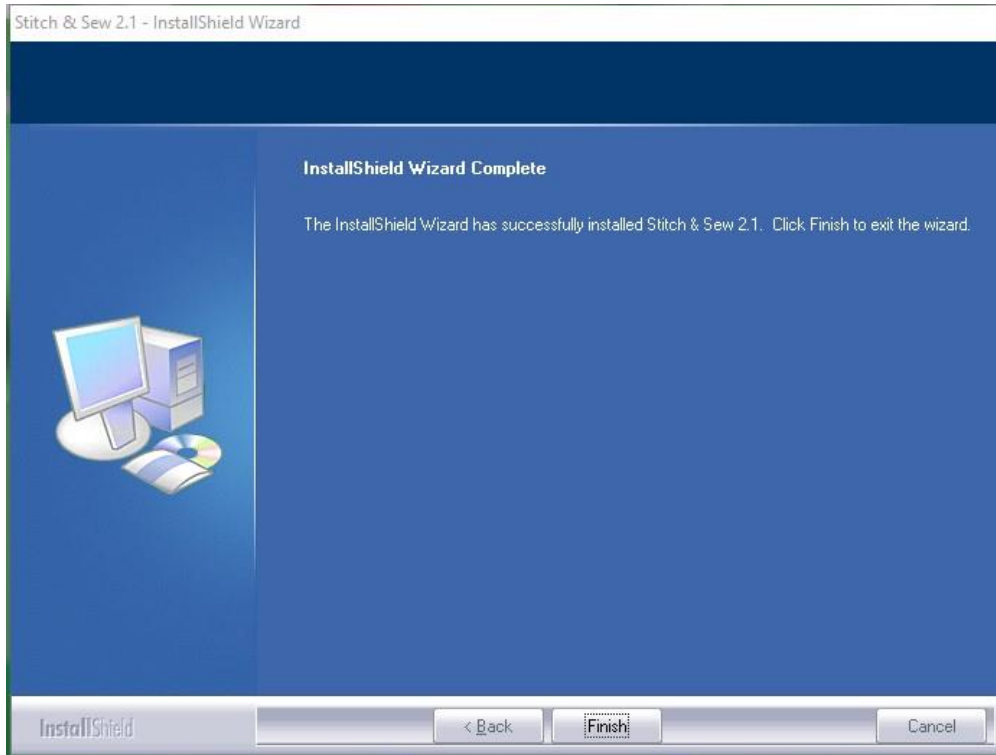 Stitch & Sew 2.1 - InstallShield Wizard
InstallShield Wizard Complete
The InstallShield Wizard has successfully installed Stitch & Sew 2.1. Click Finish to exit the wizard.
InstallShield
< Back
Finish
Cancel